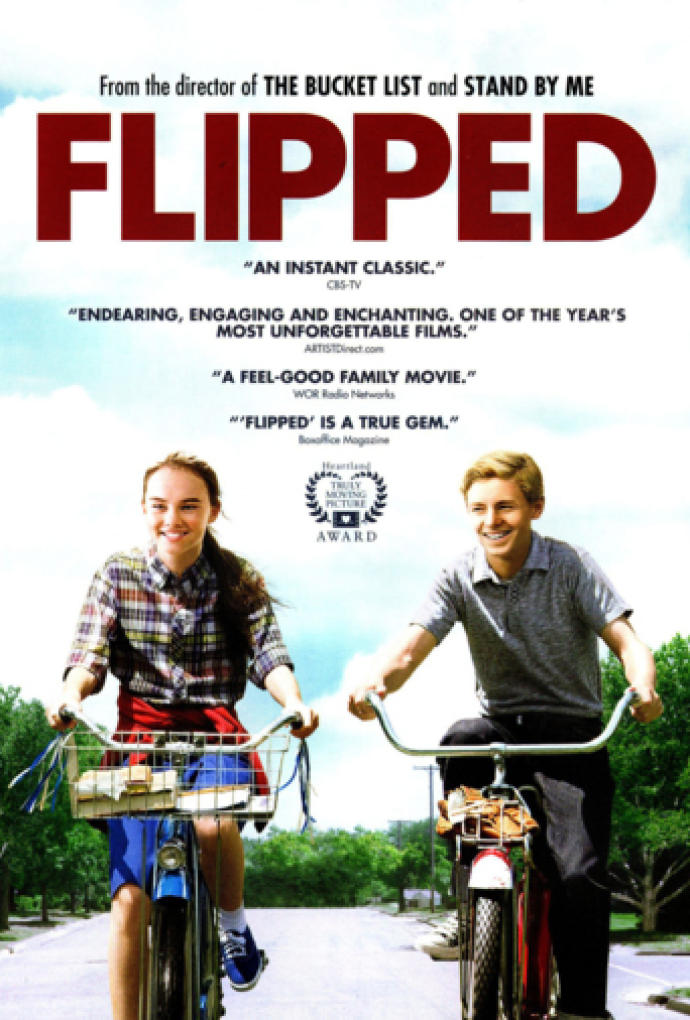 From the director of THE BUCKET LIST and STAND BY ME
FLIPPED
“AN INSTANT CLASSIC.”
CBS-TV
“ENDEARING, ENGAGING AND ENCHANTING. ONE OF THE YEAR’S
MOST UNFORGETTABLE FILMS.”
ARTISTDirect.com
“A FEEL-GOOD FAMILY MOVIE.”
WOR Radio Networks
“‘FLIPPED’ IS A TRUE GEM.”
Boxoffice Magazine
Heartland
TRULY
MOVING
PICTURE
AWARD